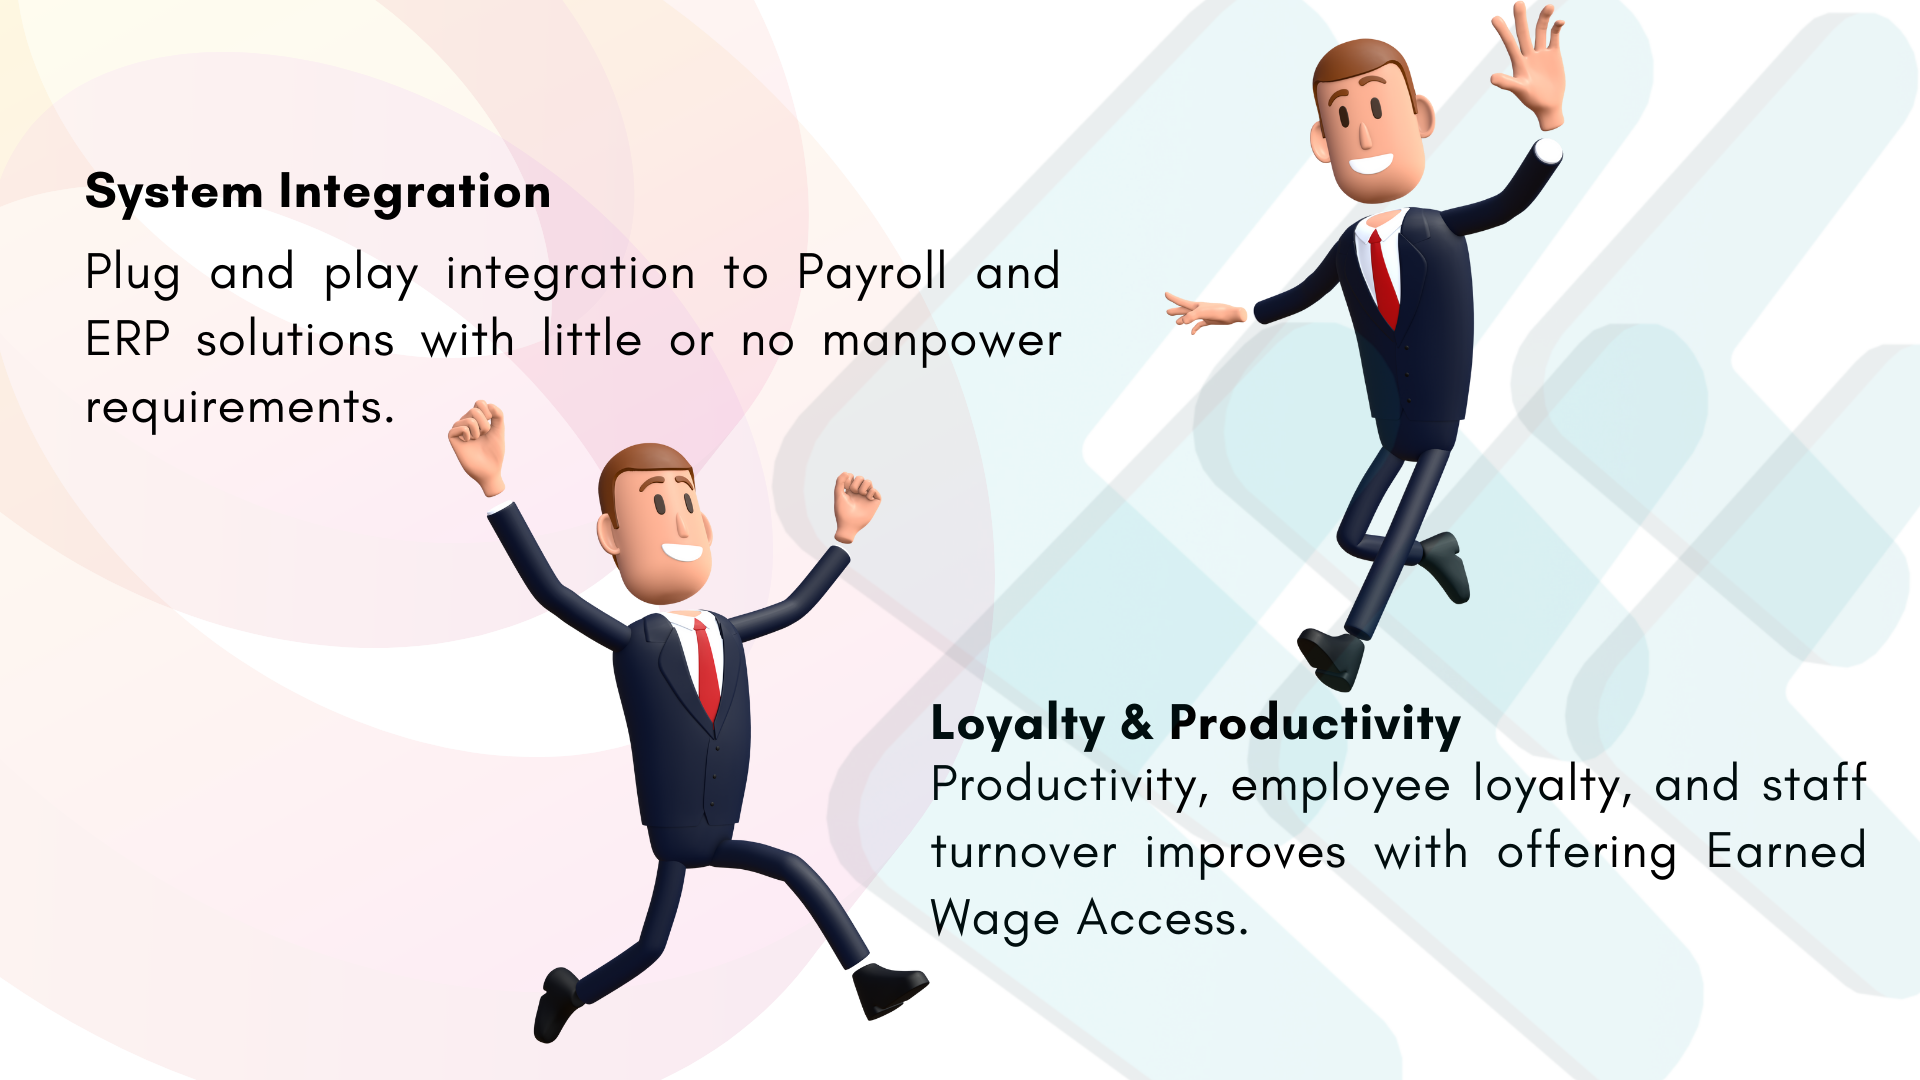 System Integration
Plug and play integration to Payroll and
ERP solutions with little or no manpower
requirements.
Loyalty & Productivity
Productivity, employee loyalty, and staff
turnover improves with offering Earned
Wage Access.